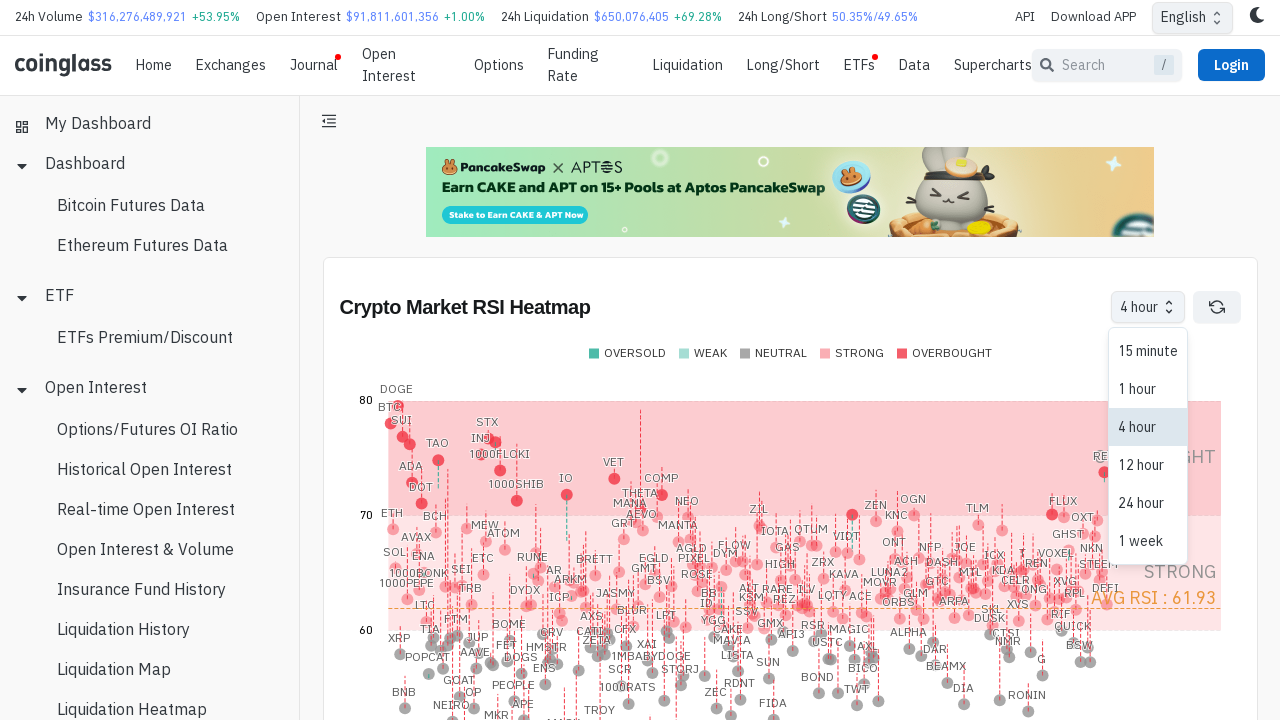 24h Volume $316,276,489,921 +53.95% Open Interest $91,811,601,356 +1.00% 24h Liquidation $650,076,405 +69.28% 24h Long/Short 50.35%/49.65% API Download APP English
coinglass Home Exchanges Journal Open Interest Options Funding Rate Liquidation Long/Short ETFs Data Supercharts Search / Login
My Dashboard
Dashboard
Bitcoin Futures Data
Ethereum Futures Data
ETF
ETFs Premium/Discount
Open Interest
Options/Futures OI Ratio
Historical Open Interest
Real-time Open Interest
Open Interest & Volume
Insurance Fund History
Liquidation History
Liquidation Map
Liquidation Heatmap
PancakeSwap X APTOS
Earn CAKE and APT on 15+ Pools at Aptos PancakeSwap
Stake to Earn CAKE & APT Now
Crypto Market RSI Heatmap
4 hour
15 minute
1 hour
4 hour
12 hour
24 hour
1 week
OVERSOLD WEAK NEUTRAL STRONG OVERBOUGHT
80
70
60
STRONG
AVG RSI : 61.93
DOGE
BTC
SUI
STX
INJ
TAO
1000FLOKI
ADA
DOT
1000SHIB
IO
VET
COMP
THETA
MANA
NEO
AEVO
GRT
MANTA
ZIL
ZEN
OGN
KNC
TLM
FLUX
OXT
ETH
BCH
MEW
ATOM
IOTA
QTUM
VIDT
GHST
AVAX
SOL
ENA
ETC
RUNE
BRETT
EGLD
AGLD
PIXEL
FLOW
DYM
GAS
ONT
NFP
JOE
ICX
VOXEL
NKN
1000BONK
SEI
AR
ARKM
GMT
BSV
ROSE
HIGH
ZRX
KAVA
ACH
DASH
LUNA2
MTL
KDA
REN
STEEM
1000PEPE
TRB
DYDX
ICP
JASMY
BB
ID
ALT
RARE
ILV
KSM
REZ
LQTY
ACE
MOVR
GTC
GLM
CELR
XVG
RPL
DEFI
LTC
FTM
AXS
BLUR
LPT
YGG
SSV
GMX
RSR
MAGIC
ORBS
ARPA
SKL
DUSK
XVS
RIF
QUICK
TIA
BOME
GRV
CFX
CAKE
API3
ALPHA
CTSI
XRP
JUP
FET
HMSTR
ZETA
XAI
MAVIA
USTC
AXL
DAR
NMR
BSW
POPCAT
AAVE
DOGS
ENS
1MBABYDOGE
SCR
STORJ
LISTA
SUN
BICO
BEAMX
G
BNB
GOAT
OP
PEOPLE
1000RATS
RDNT
BOND
TWT
DIA
RONIN
NEIRO
APE
MKR
TROY
ZEC
FIDA